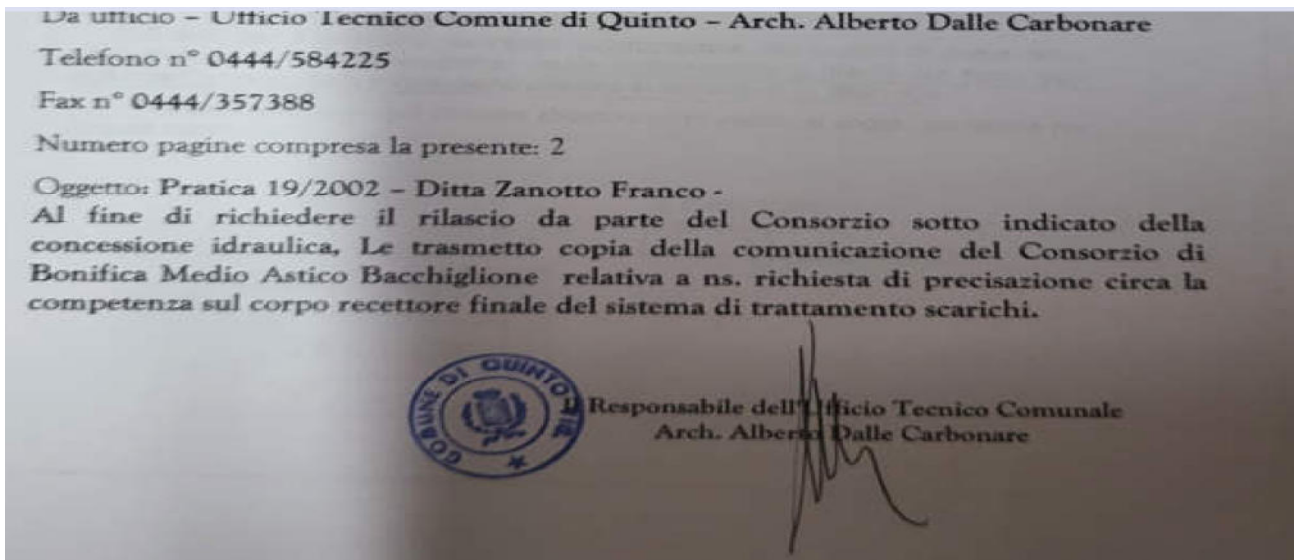 Da ufficio – Ufficio Tecnico Comune di Quinto – Arch. Alberto Dalle Carbonare
Telefono n° 0444/584225
Fax n° 0444/357388
Numero pagine compresa la presente: 2
Oggetto: Pratica 19/2002 – Ditta Zanotto Franco -
Al fine di richiedere il rilascio da parte del Consorzio sotto indicato della
concessione idraulica, Le trasmetto copia della comunicazione del Consorzio di
Bonifica Medio Astico Bacchiglione relativa a ns. richiesta di precisazione circa la
competenza sul corpo recettore finale del sistema di trattamento scarichi.
COMUNE DI QUINTO
Responsabile dell'Ufficio Tecnico Comunale
Arch. Alberto Dalle Carbonare